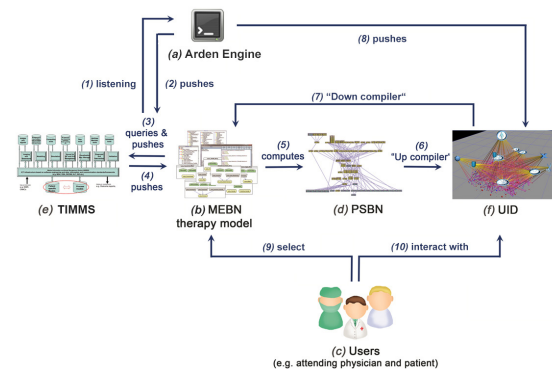 (8) pushes
(a) Arden Engine
(1) listening
(2) pushes
(7) "Down compiler"
(3)
queries &
pushes
(5)
computes
(6)
"Up compiler'
(4)
pushes
(e) TIMMS
(b) MEBN
therapy model
(d) PSBN
(f) UID
(9) select
(10) interact with
(c) Users
(e.g. attending physician and patient)